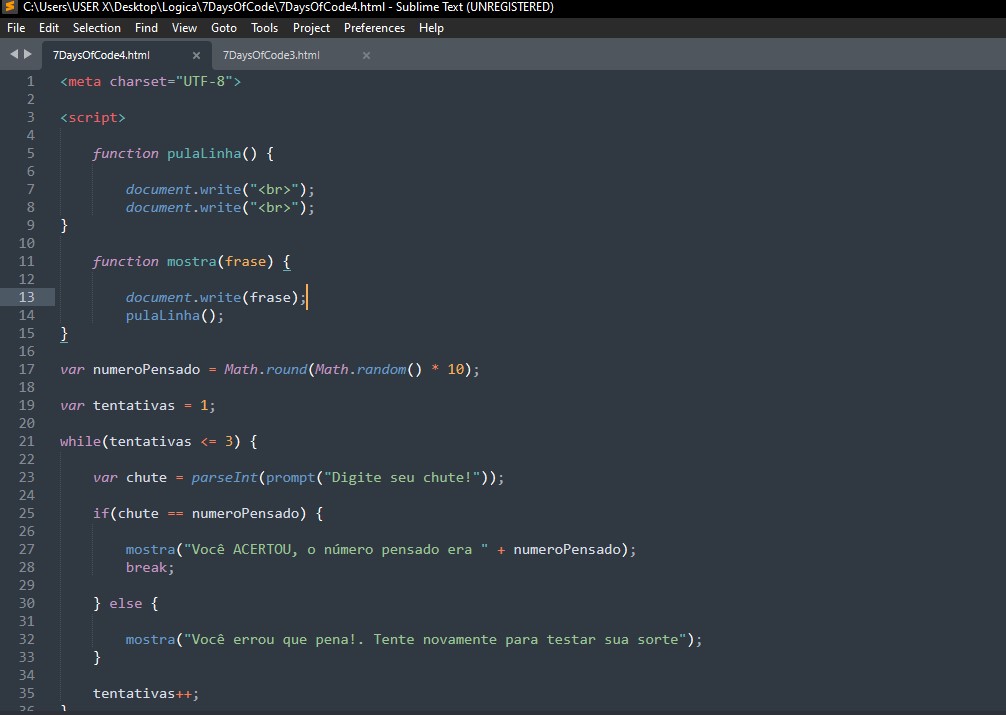 C:\Users\USER X\Desktop\Logica\7DaysOfCode\7DaysOfCode4.html - Sublime Text (UNREGISTERED)
File Edit Selection Find View Goto Tools Project Preferences Help
7DaysOfCode4.html × 7DaysOfCode3.html ×
1 <meta charset="UTF-8">
2
3 <script>
4
5 function pulaLinha() {
6
7 document.write("<br>");
8 document.write("<br>");
9 }
10
11 function mostra(frase) {
12
13 document.write(frase);
14 pulaLinha();
15 }
16
17 var numeroPensado = Math.round(Math.random() * 10);
18
19 var tentativas = 1;
20
21 while(tentativas <= 3) {
22
23 var chute = parseInt(prompt("Digite seu chute!"));
24
25 if(chute == numeroPensado) {
26
27 mostra("Você ACERTOU, o número pensado era " + numeroPensado);
28 break;
29
30 } else {
31
32 mostra("Você errou que pena!. Tente novamente para testar sua sorte");
33 }
34
35 tentativas++;
36 }